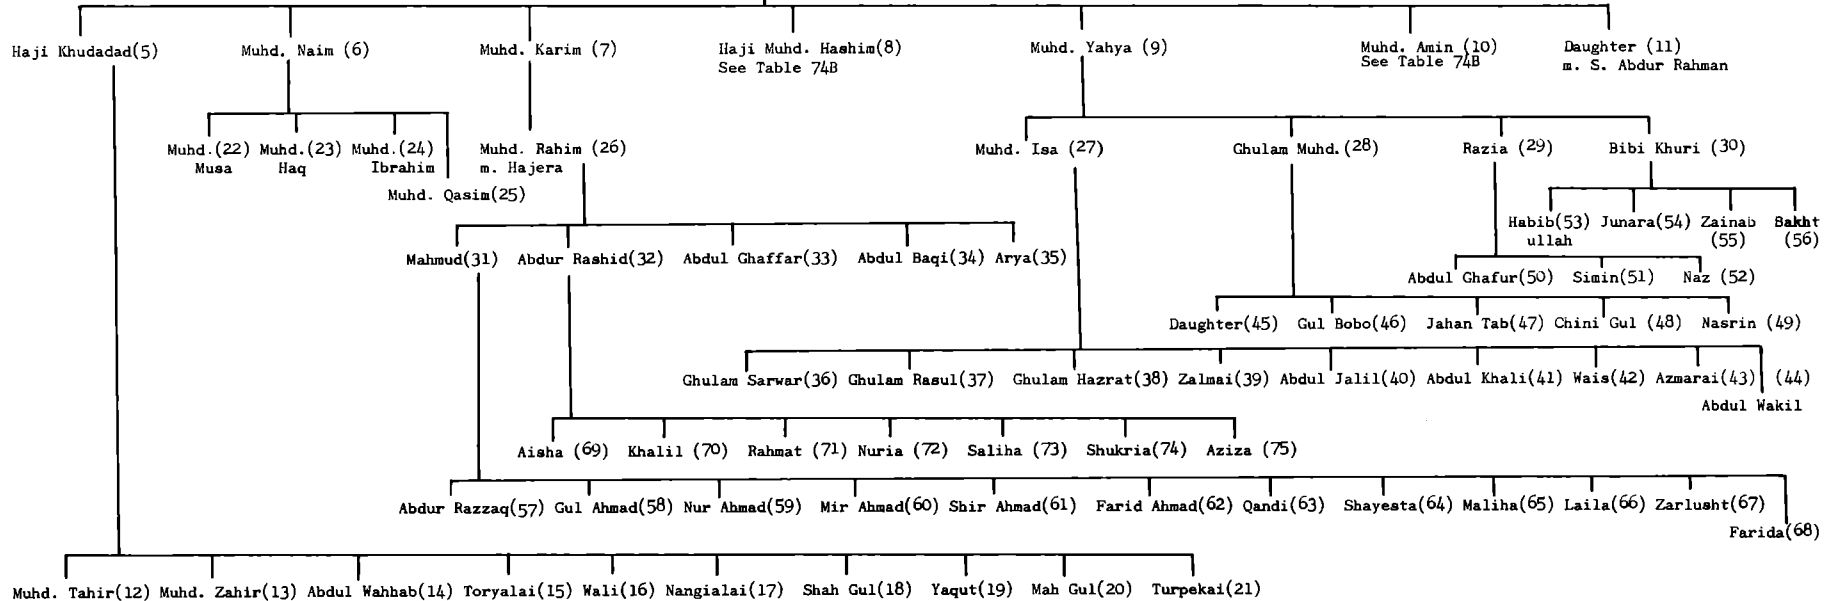 Haji Khudadad(5) Muhd. Naim (6) Muhd. Karim (7) Haji Muhd. Hashim(8) Muhd. Yahya (9) Muhd. Amin (10) Daughter (11)
See Table 74B See Table 74B m. S. Abdur Rahman
Muhd.(22) Muhd.(23) Muhd.(24) Muhd. Rahim (26) Muhd. Isa (27) Ghulam Muhd.(28) Razia (29) Bibi Khuri (30)
Musa Haq Ibrahim m. Hajera
Muhd. Qasim(25)
Habib(53) Junara(54) Zainab Bakht
ullah (55) (56)
Mahmud(31) Abdur Rashid(32) Abdul Ghaffar(33) Abdul Baqi(34) Arya(35)
Abdul Ghafur(50) Simin(51) Naz (52)
Daughter(45) Gul Bobo(46) Jahan Tab(47) Chini Gul (48) Nasrin (49)
Ghulam Sarwar(36) Ghulam Rasul(37) Ghulam Hazrat(38) Zalmai(39) Abdul Jalil(40) Abdul Khali(41) Wais(42) Azmarai(43) (44)
Abdul Wakil
Aisha (69) Khalil (70) Rahmat (71) Nuria (72) Saliha (73) Shukria(74) Aziza (75)
Abdur Razzaq(57) Gul Ahmad(58) Nur Ahmad(59) Mir Ahmad(60) Shir Ahmad(61) Farid Ahmad(62) Qandi(63) Shayesta(64) Maliha(65) Laila(66) Zarlusht(67)
Farida(68)
Muhd. Tahir(12) Muhd. Zahir(13) Abdul Wahhab(14) Toryalai(15) Wali(16) Nangialai(17) Shah Gul(18) Yaqut(19) Mah Gul(20) Turpekai(21)